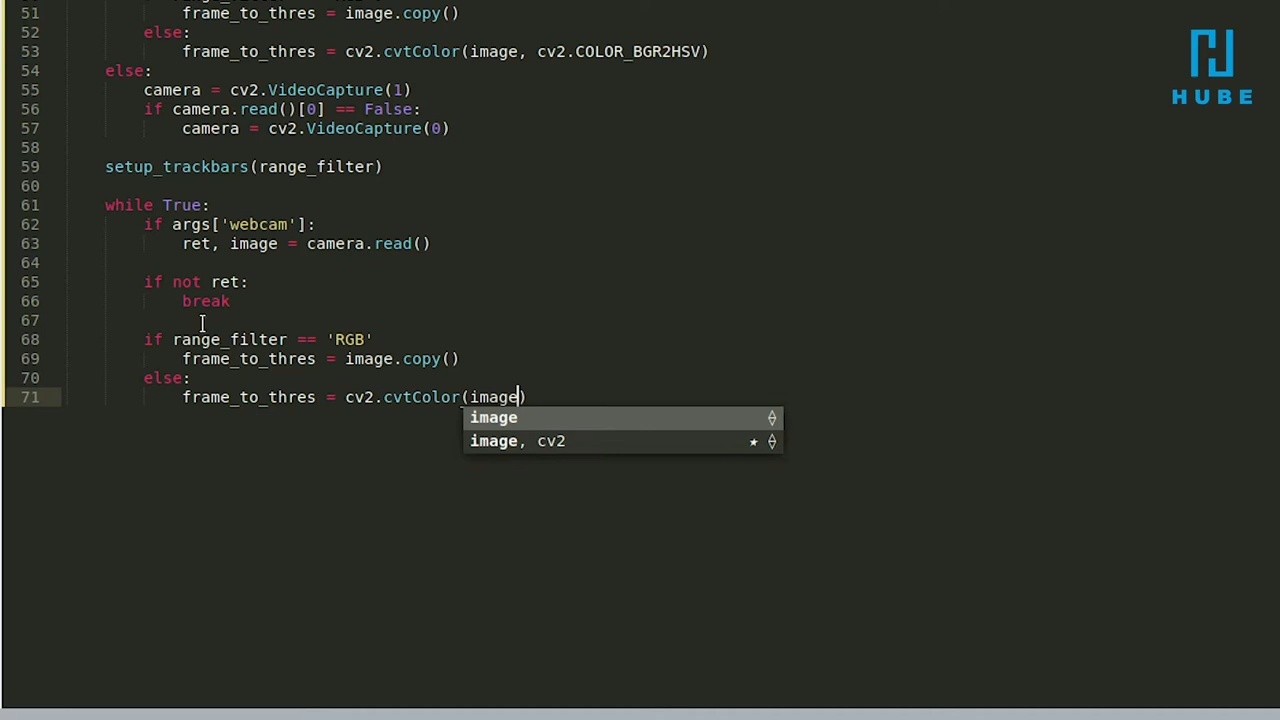 51 frame_to_thres = image.copy()
52 else:
53 frame_to_thres = cv2.cvtColor(image, cv2.COLOR_BGR2HSV)
54 else:
55 camera = cv2.VideoCapture(1)
56 if camera.read()[0] == False:
57 camera = cv2.VideoCapture(0)
58
59 setup_trackbars(range_filter)
60
61 while True:
62 if args['webcam']:
63 ret, image = camera.read()
64
65 if not ret:
66 break
67
68 if range_filter == 'RGB'
69 frame_to_thres = image.copy()
70 else:
71 frame_to_thres = cv2.cvtColor(image)
image
image, cv2
HUBE